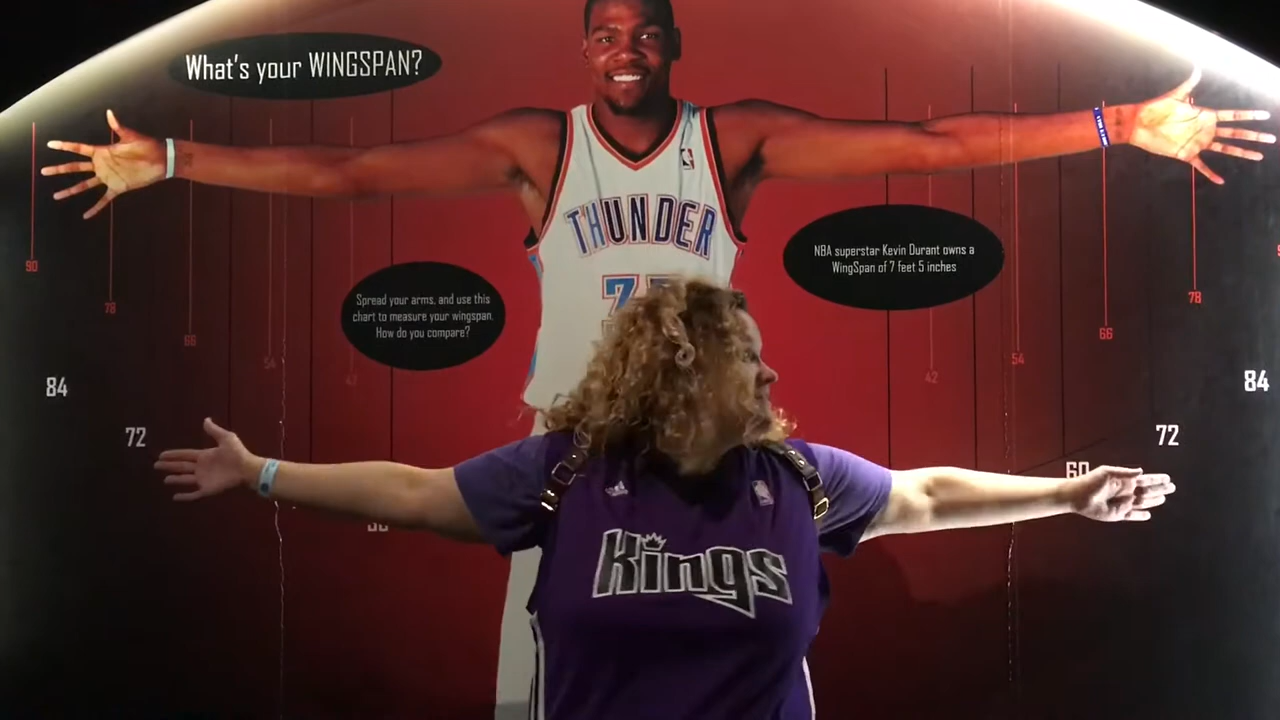 What's your WINGSPAN?
THUNDER
NBA superstar Kevin Durant owns a
WingSpan of 7 feet 5 inches
Spread your arms, and use this
chart to measure your wingspan.
How do you compare?
90
78
66
54
42
42
54
66
78
84
72
84
72
60
Kings